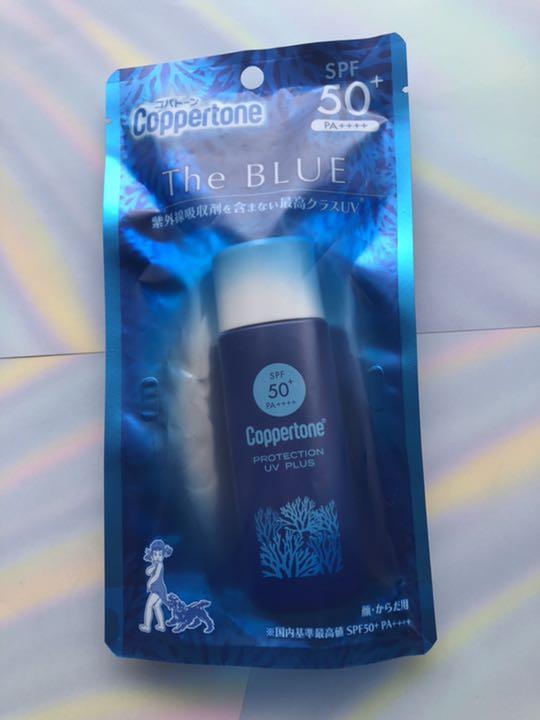 コパトーン
Coppertone
SPF
50+
PA++++
The BLUE
紫外線吸収剤を含まない最高クラスUV※
SPF
50+
PA++++
Coppertone®
PROTECTION
UV PLUS
顔・からだ用
※国内基準最高値 SPF50+ PA++++